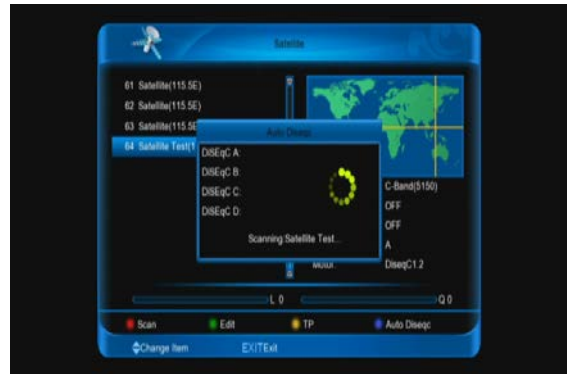 Satellite
61 Satellite(115.5E)
62 Satellite(115.5E)
63 Satellite(115.5E
64 Satellite Test(1
Auto Diseqc
DiSEqC A:
DiSEqC B:
DiSEqC C:
DiSEqC D:
Scanning:Satellite Test...
C-Band(5150)
OFF
OFF
A
Motor: DiseqC1.2
L 0 Q 0
Scan Edit TP Auto Diseqc
Change Item EXITExit